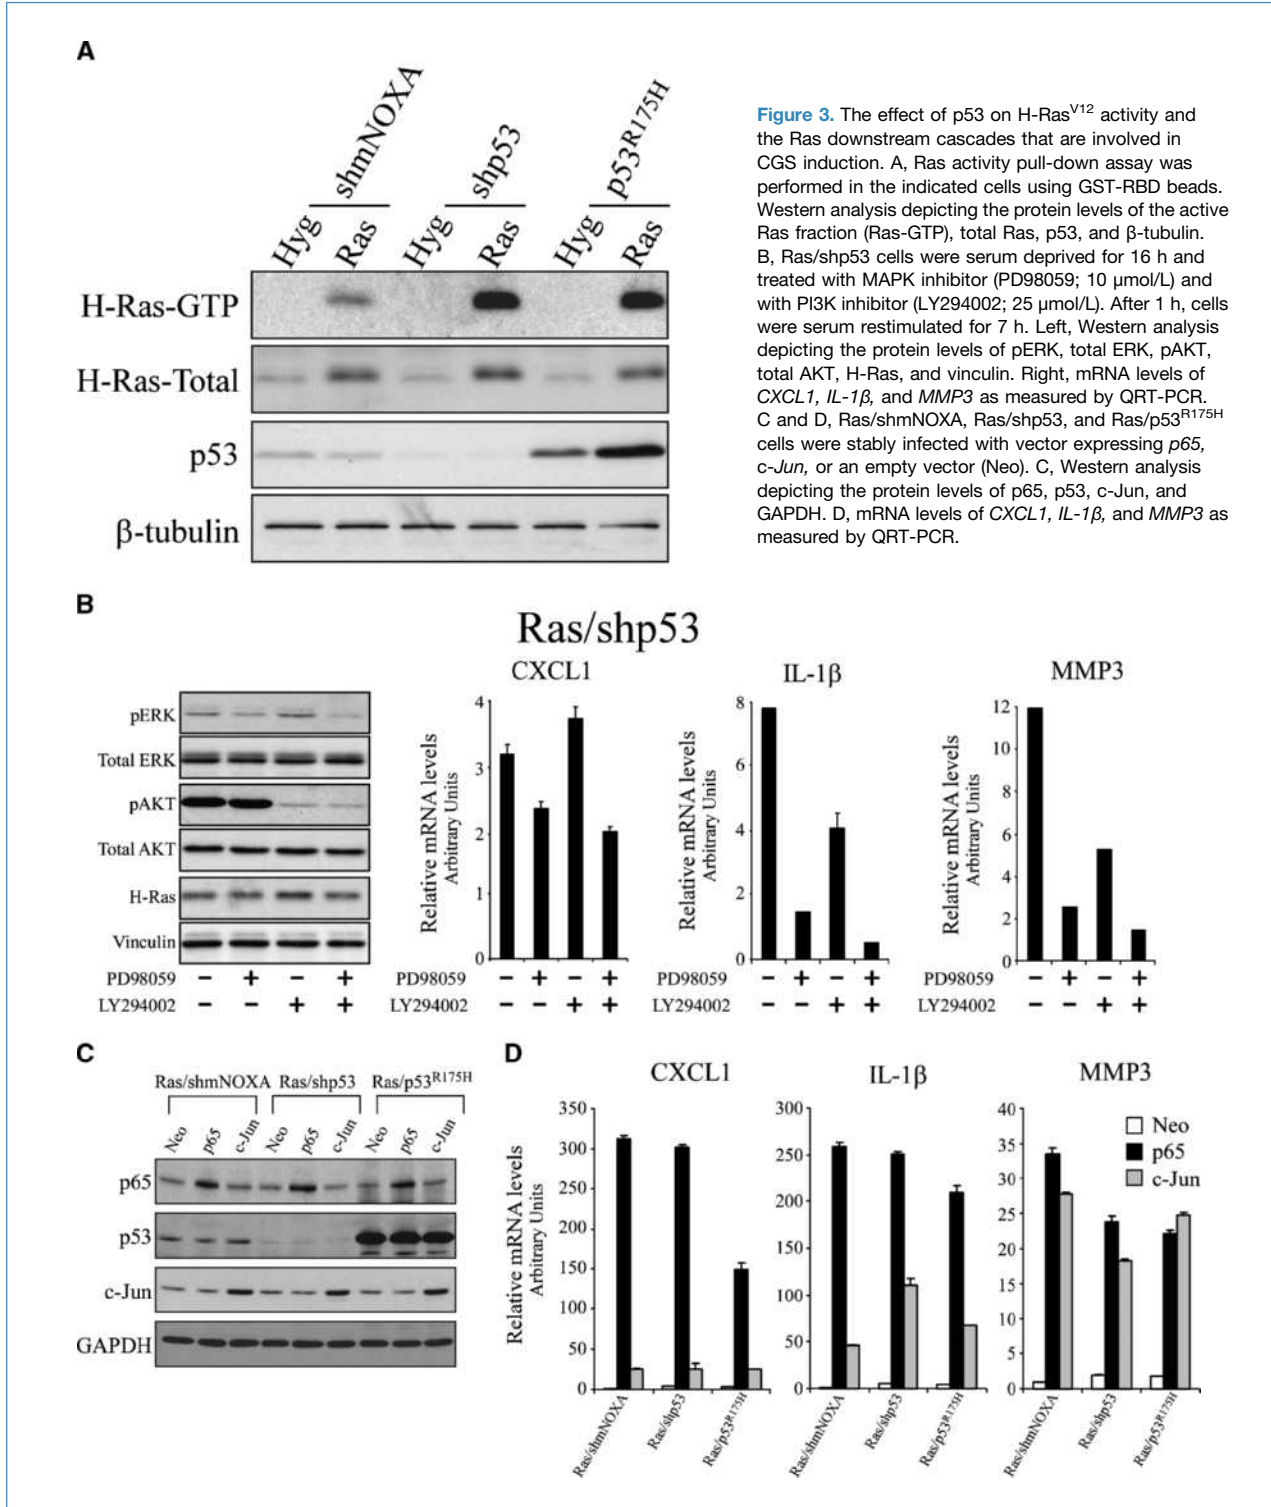 A
shmNOXA
shp53
p53R175H
Hyg
Ras
Hyg
Ras
Hyg
Ras
H-Ras-GTP
H-Ras-Total
p53
β-tubulin
Figure 3. The effect of p53 on H-RasV12 activity and
the Ras downstream cascades that are involved in
CGS induction. A, Ras activity pull-down assay was
performed in the indicated cells using GST-RBD beads.
Western analysis depicting the protein levels of the active
Ras fraction (Ras-GTP), total Ras, p53, and β-tubulin.
B, Ras/shp53 cells were serum deprived for 16 h and
treated with MAPK inhibitor (PD98059; 10 μmol/L) and
with PI3K inhibitor (LY294002; 25 μmol/L). After 1 h, cells
were serum restimulated for 7 h. Left, Western analysis
depicting the protein levels of pERK, total ERK, pAKT,
total AKT, H-Ras, and vinculin. Right, mRNA levels of
CXCL1, IL-1β, and MMP3 as measured by QRT-PCR.
C and D, Ras/shmNOXA, Ras/shp53, and Ras/p53R175H
cells were stably infected with vector expressing p65,
c-Jun, or an empty vector (Neo). C, Western analysis
depicting the protein levels of p65, p53, c-Jun, and
GAPDH. D, mRNA levels of CXCL1, IL-1β, and MMP3 as
measured by QRT-PCR.
B
Ras/shp53
pERK
Total ERK
pAKT
Total AKT
H-Ras
Vinculin
PD98059 − + − +
LY294002 − − + +
CXCL1
Relative mRNA levels
Arbitrary Units
4
3
2
1
0
PD98059 − + − +
LY294002 − − + +
IL-1β
Relative mRNA levels
Arbitrary Units
8
6
4
2
0
PD98059 − + − +
LY294002 − − + +
MMP3
Relative mRNA levels
Arbitrary Units
12
10
8
6
4
2
0
PD98059 − + − +
LY294002 − − + +
C
Ras/shmNOXA Ras/shp53 Ras/p53R175H
Neo p65 c-Jun Neo p65 c-Jun Neo p65 c-Jun
p65
p53
c-Jun
GAPDH
D
CXCL1
Relative mRNA levels
Arbitrary Units
350
300
250
200
150
100
50
0
Ras/shmNOXA
Ras/shp53
Ras/p53R175H
IL-1β
300
250
200
150
100
50
0
Ras/shmNOXA
Ras/shp53
Ras/p53R175H
MMP3
40
35
30
25
20
15
10
5
0
Ras/shmNOXA
Ras/shp53
Ras/p53R175H
Neo
p65
c-Jun